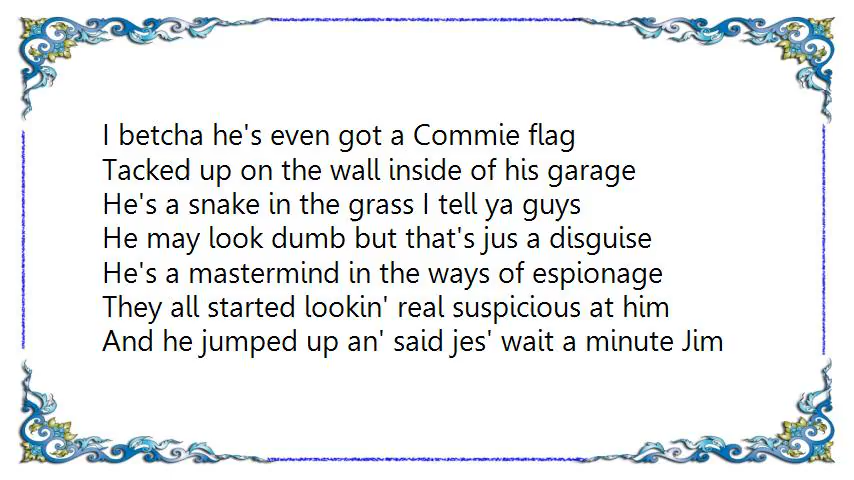 I betcha he's even got a Commie flag
Tacked up on the wall inside of his garage
He's a snake in the grass I tell ya guys
He may look dumb but that's jus a disguise
He's a mastermind in the ways of espionage
They all started lookin' real suspicious at him
And he jumped up an' said jes' wait a minute Jim